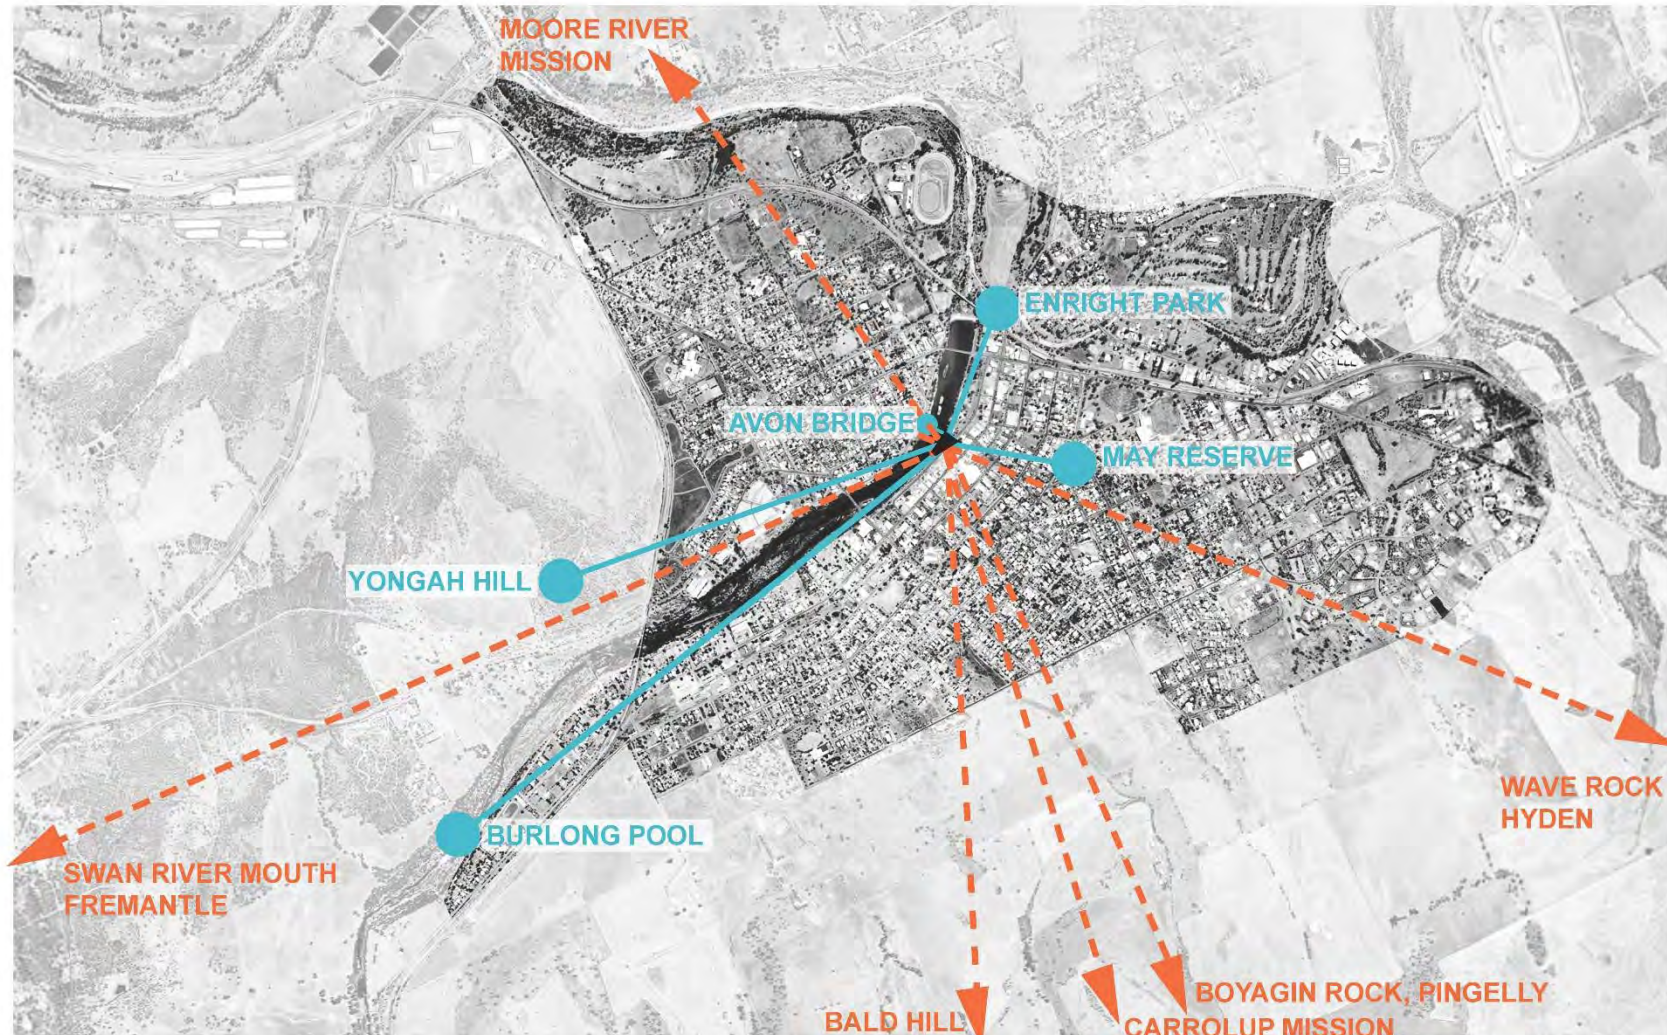 MOORE RIVER
MISSION
ENRIGHT PARK
AVON BRIDGE
MAY RESERVE
YONGAH HILL
WAVE ROCK
HYDEN
BURLONG POOL
SWAN RIVER MOUTH
FREMANTLE
BOYAGIN ROCK, PINGELLY
BALD HILL
CARROLUP MISSION